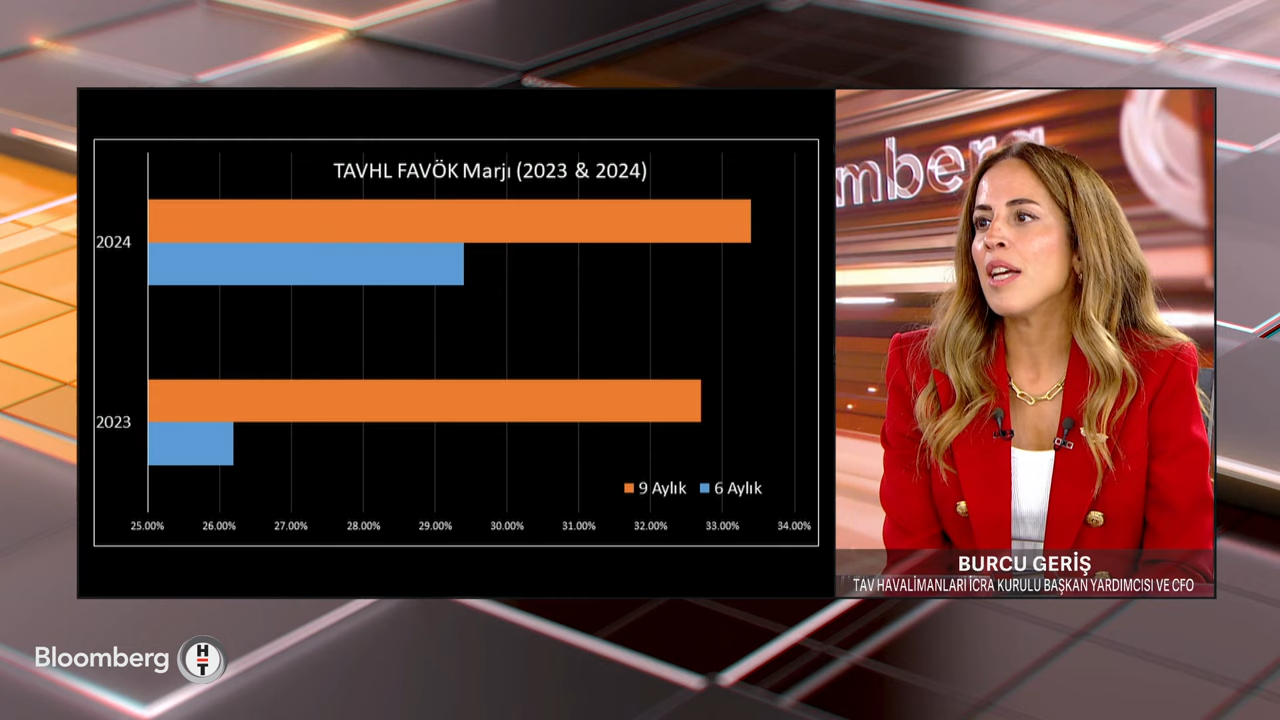 TAVHL FAVÖK Marjı (2023 & 2024)
2024
2023
9 Aylık 6 Aylık
25.00% 26.00% 27.00% 28.00% 29.00% 30.00% 31.00% 32.00% 33.00% 34.00%
mberg
BURCU GERİŞ
TAV HAVALİMANLARI İCRA KURULU BAŞKAN YARDIMCISI VE CFO
Bloomberg HT